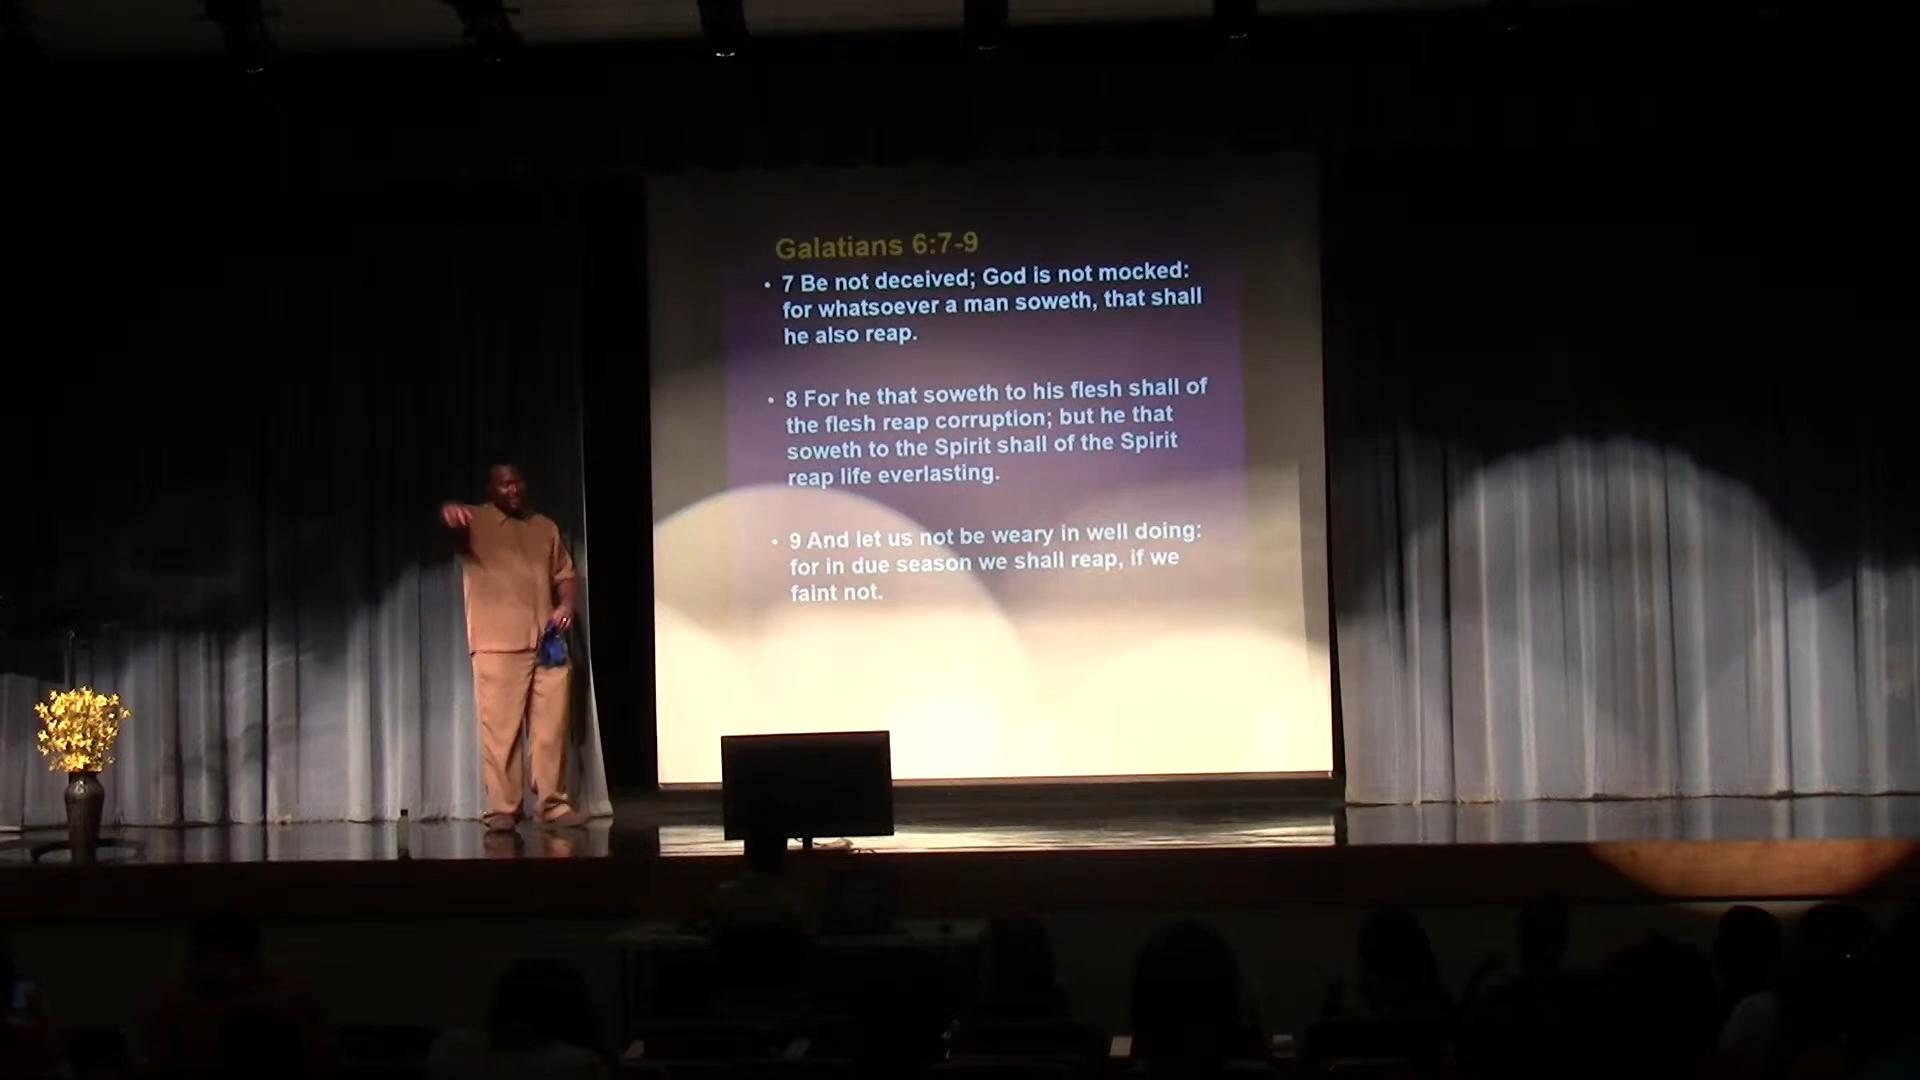 Galatians 6:7-9
• 7 Be not deceived; God is not mocked:
for whatsoever a man soweth, that shall
he also reap.
• 8 For he that soweth to his flesh shall of
the flesh reap corruption; but he that
soweth to the Spirit shall of the Spirit
reap life everlasting.
• 9 And let us not be weary in well doing:
for in due season we shall reap, if we
faint not.